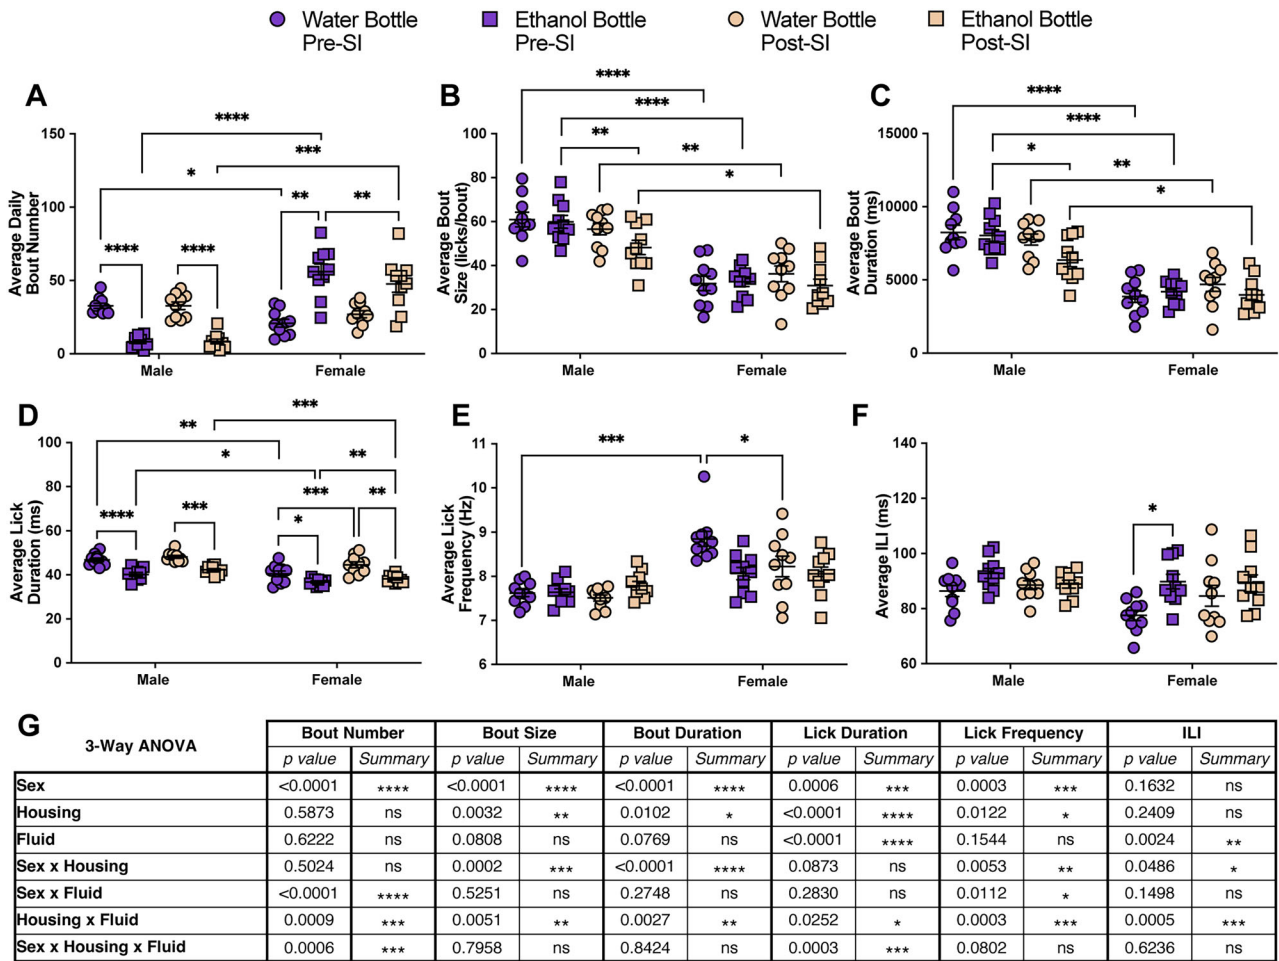 Water Bottle
Pre-SI
Ethanol Bottle
Pre-SI
Water Bottle
Post-SI
Ethanol Bottle
Post-SI
A
Average Daily
Bout Number
150
100
50
0
****
***
*
**
**
****
****
Male
Female
B
Average Bout
Size (licks/bout)
100
80
60
40
20
0
****
****
**
**
*
Male
Female
C
Average Bout
Duration (ms)
15000
10000
5000
0
****
****
*
**
*
Male
Female
D
Average Lick
Duration (ms)
100
80
60
40
20
0
***
**
*
**
***
**
****
***
*
Male
Female
E
Average Lick
Frequency (Hz)
11
10
9
8
7
6
***
*
Male
Female
F
Average ILI (ms)
140
120
100
80
60
*
Male
Female
G
3-Way ANOVA Bout Number Bout Size Bout Duration Lick Duration Lick Frequency ILI
p value Summary p value Summary p value Summary p value Summary p value Summary p value Summary
Sex <0.0001 **** <0.0001 **** <0.0001 **** 0.0006 *** 0.0003 *** 0.1632 ns
Housing 0.5873 ns 0.0032 ** 0.0102 * <0.0001 **** 0.0122 * 0.2409 ns
Fluid 0.6222 ns 0.0808 ns 0.0769 ns <0.0001 **** 0.1544 ns 0.0024 **
Sex x Housing 0.5024 ns 0.0002 *** <0.0001 **** 0.0873 ns 0.0053 ** 0.0486 *
Sex x Fluid <0.0001 **** 0.5251 ns 0.2748 ns 0.2830 ns 0.0112 * 0.1498 ns
Housing x Fluid 0.0009 *** 0.0051 ** 0.0027 ** 0.0252 * 0.0003 *** 0.0005 ***
Sex x Housing x Fluid 0.0006 *** 0.7958 ns 0.8424 ns 0.0003 *** 0.0802 ns 0.6236 ns